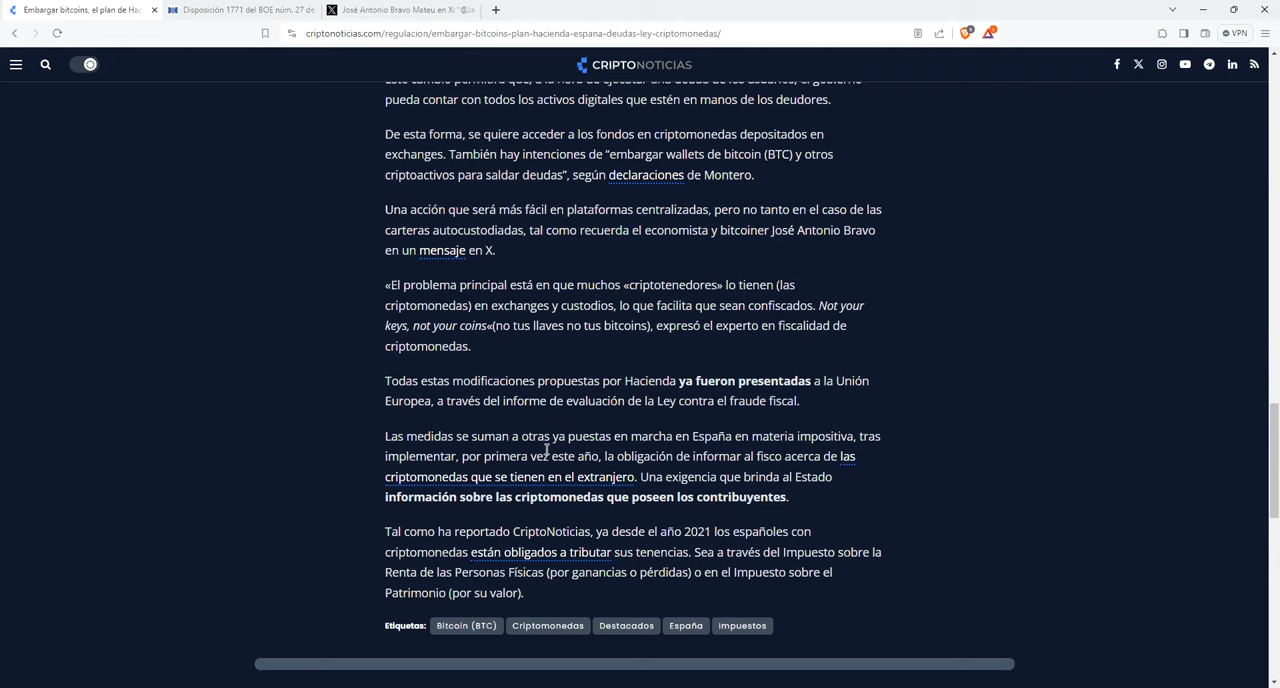 Embargar bitcoins, el plan de Hac
Disposición 1771 del BOE núm. 27 de
José Antonio Bravo Mateu en X: "@Ja
criptonoticias.com/regulacion/embargar-bitcoins-plan-hacienda-espana-deudas-ley-criptomonedas/
VPN
CRIPTONOTICIAS
Este cambio permitirá que, a la hora de ejecutar una deuda de los usuarios, el gobierno
pueda contar con todos los activos digitales que estén en manos de los deudores.
De esta forma, se quiere acceder a los fondos en criptomonedas depositados en
exchanges. También hay intenciones de “embargar wallets de bitcoin (BTC) y otros
criptoactivos para saldar deudas”, según declaraciones de Montero.
Una acción que será más fácil en plataformas centralizadas, pero no tanto en el caso de las
carteras autocustodiadas, tal como recuerda el economista y bitcoiner José Antonio Bravo
en un mensaje en X.
«El problema principal está en que muchos «criptotenedores» lo tienen (las
criptomonedas) en exchanges y custodios, lo que facilita que sean confiscados. Not your
keys, not your coins«(no tus llaves no tus bitcoins), expresó el experto en fiscalidad de
criptomonedas.
Todas estas modificaciones propuestas por Hacienda ya fueron presentadas a la Unión
Europea, a través del informe de evaluación de la Ley contra el fraude fiscal.
Las medidas se suman a otras ya puestas en marcha en España en materia impositiva, tras
implementar, por primera vez este año, la obligación de informar al fisco acerca de las
criptomonedas que se tienen en el extranjero. Una exigencia que brinda al Estado
información sobre las criptomonedas que poseen los contribuyentes.
Tal como ha reportado CriptoNoticias, ya desde el año 2021 los españoles con
criptomonedas están obligados a tributar sus tenencias. Sea a través del Impuesto sobre la
Renta de las Personas Físicas (por ganancias o pérdidas) o en el Impuesto sobre el
Patrimonio (por su valor).
Etiquetas: Bitcoin (BTC) Criptomonedas Destacados España Impuestos